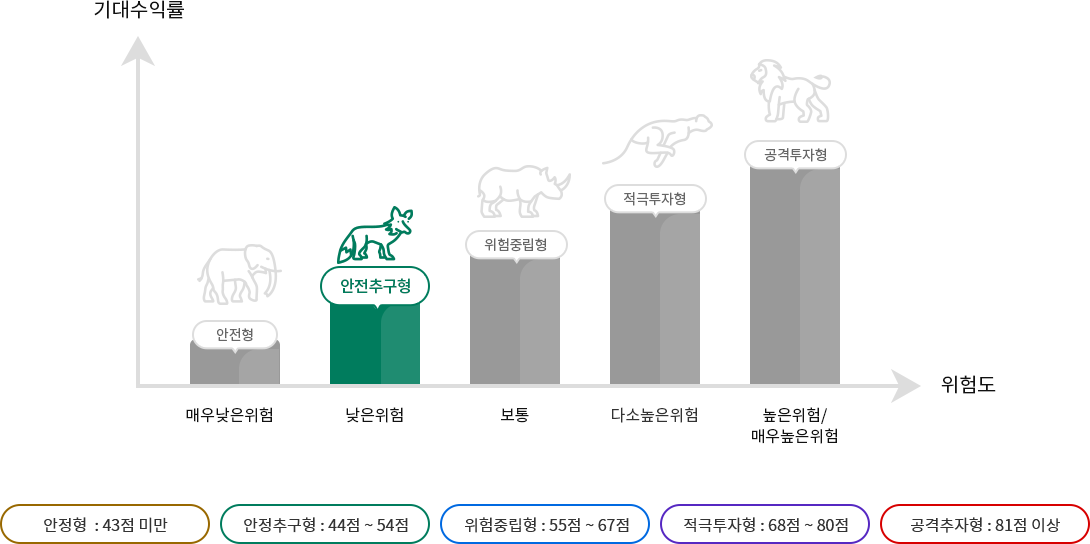 기대수익률
공격투자형
적극투자형
위험중립형
안전추구형
안전형
위험도
매우낮은위험
낮은위험
보통
다소높은위험
높은위험/
매우높은위험
안정형 : 43점 미만
안정추구형 : 44점 ~ 54점
위험중립형 : 55점 ~ 67점
적극투자형 : 68점 ~ 80점
공격추자형 : 81점 이상